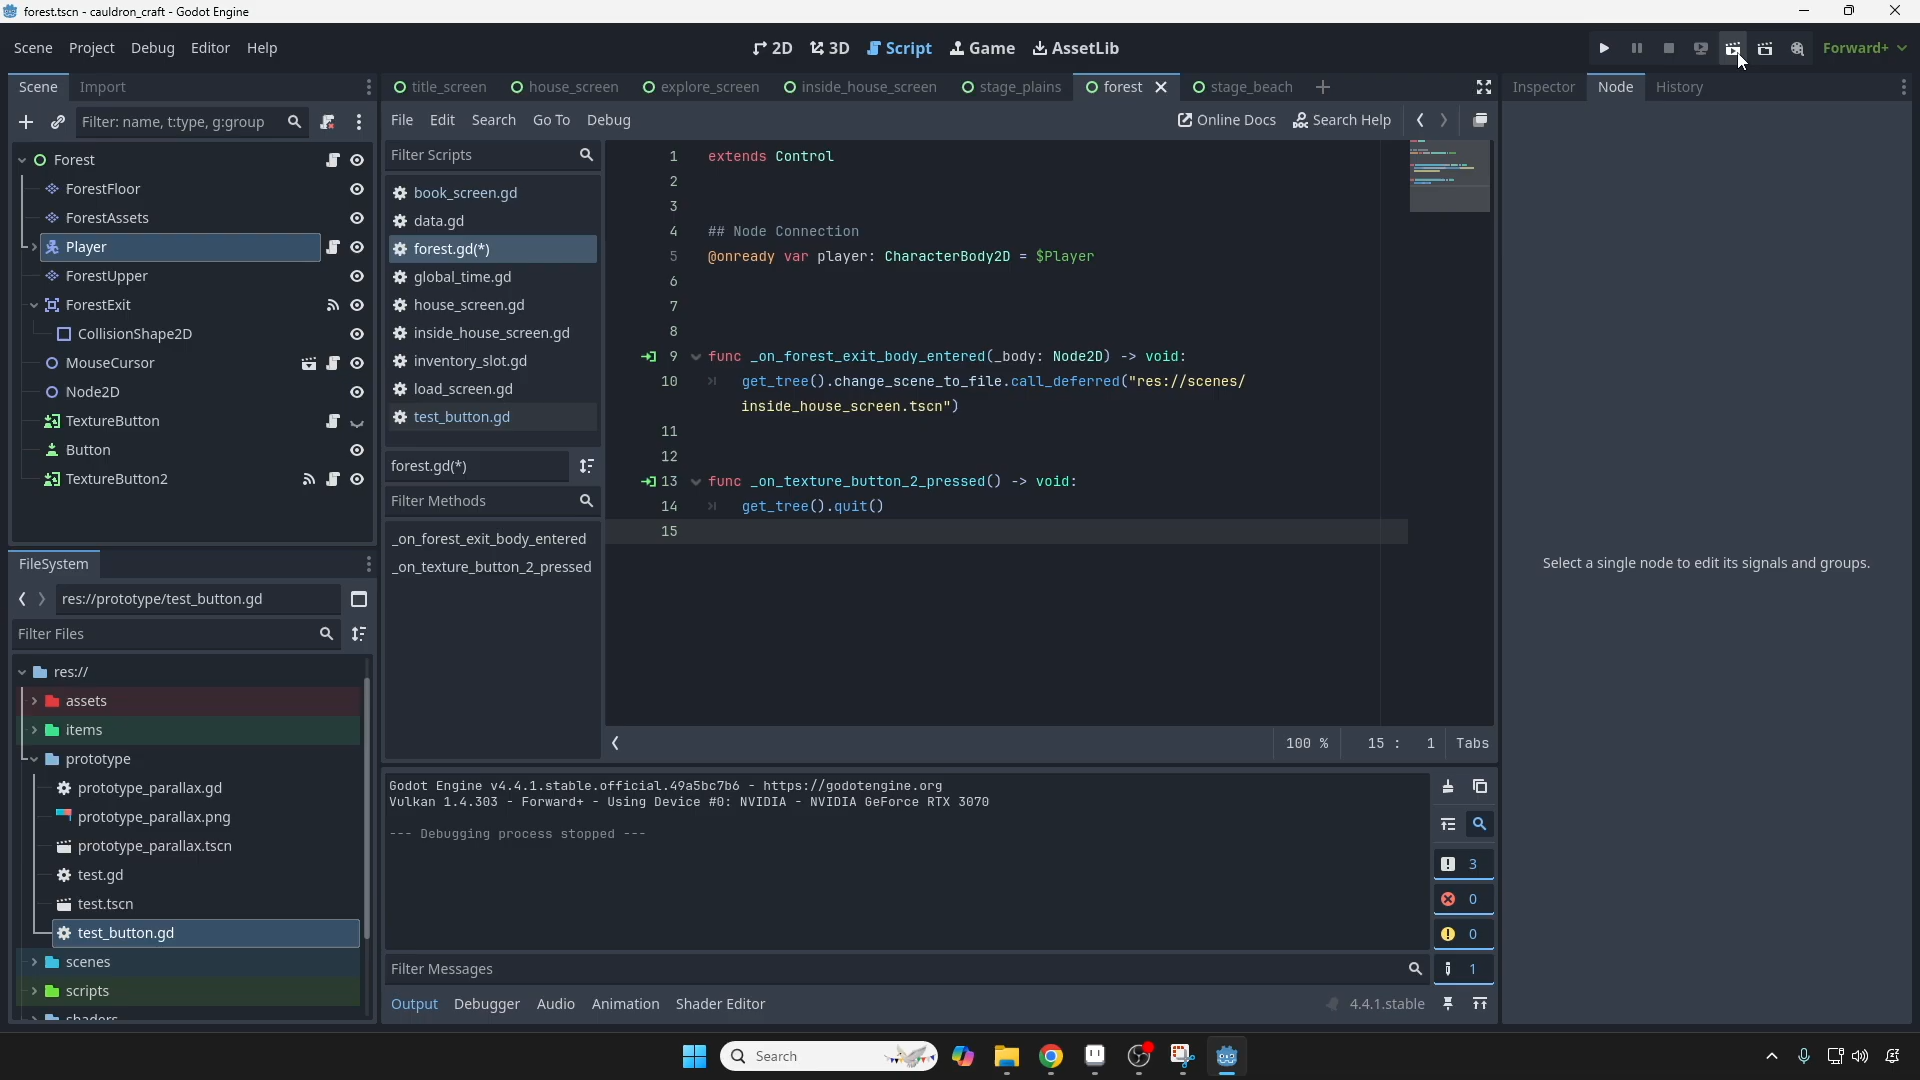 forest.tscn - cauldron_craft - Godot Engine
Scene Project Debug Editor Help
2D 3D Script Game AssetLib
Forward+
Scene Import
title_screen house_screen explore_screen inside_house_screen stage_plains forest stage_beach
Inspector Node History
Filter: name, t:type, g:group
File Edit Search Go To Debug
Online Docs Search Help
Forest
ForestFloor
ForestAssets
Player
ForestUpper
ForestExit
CollisionShape2D
MouseCursor
Node2D
TextureButton
Button
TextureButton2
Filter Scripts
book_screen.gd
data.gd
forest.gd(*)
global_time.gd
house_screen.gd
inside_house_screen.gd
inventory_slot.gd
load_screen.gd
test_button.gd
forest.gd(*)
Filter Methods
_on_forest_exit_body_entered
_on_texture_button_2_pressed
1 extends Control
2
3
4 ## Node Connection
5 @onready var player: CharacterBody2D = $Player
6
7
8
9 func _on_forest_exit_body_entered(_body: Node2D) -> void:
10 get_tree().change_scene_to_file.call_deferred("res://scenes/
inside_house_screen.tscn")
11
12
13 func _on_texture_button_2_pressed() -> void:
14 get_tree().quit()
15
100 % 15 : 1 Tabs
Select a single node to edit its signals and groups.
FileSystem
res://prototype/test_button.gd
Filter Files
res://
assets
items
prototype
prototype_parallax.gd
prototype_parallax.png
prototype_parallax.tscn
test.gd
test.tscn
test_button.gd
scenes
scripts
shaders
Godot Engine v4.4.1.stable.official.49a5bc7b6 - https://godotengine.org
Vulkan 1.4.303 - Forward+ - Using Device #0: NVIDIA - NVIDIA GeForce RTX 3070
--- Debugging process stopped ---
3
0
0
1
Filter Messages
Output Debugger Audio Animation Shader Editor
4.4.1.stable
Search